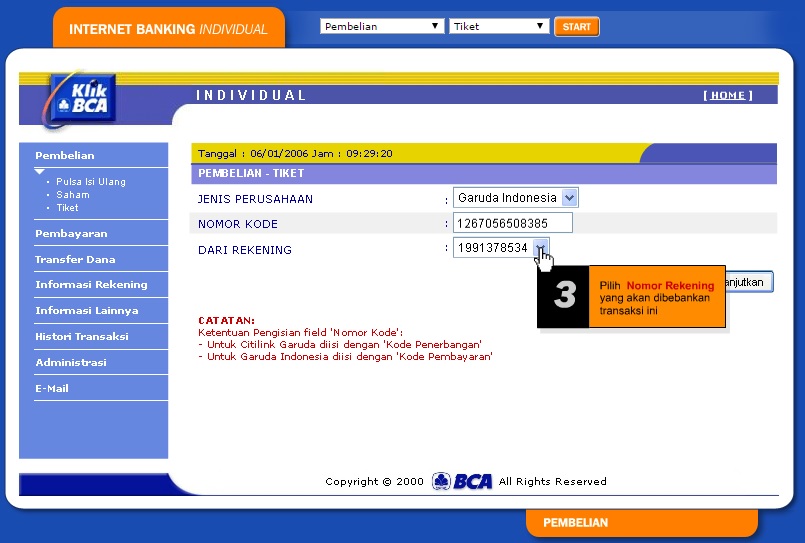 INTERNET BANKING INDIVIDUAL
Pembelian
Tiket
START
Klik
BCA
INDIVIDUAL
[ HOME ]
Tanggal : 06/01/2006 Jam : 09:29:20
PEMBELIAN - TIKET
Pembelian
Pulsa Isi Ulang
Saham
Tiket
Pembayaran
Transfer Dana
Informasi Rekening
Informasi Lainnya
Histori Transaksi
Administrasi
E-Mail
JENIS PERUSAHAAN : Garuda Indonesia
NOMOR KODE : 1267056508385
DARI REKENING : 1991378534
3
Pilih Nomor Rekening
yang akan dibebankan
transaksi ini
anjutkan
CATATAN:
Ketentuan Pengisian field 'Nomor Kode':
- Untuk Citilink Garuda diisi dengan 'Kode Penerbangan'
- Untuk Garuda Indonesia diisi dengan 'Kode Pembayaran'
Copyright © 2000 BCA All Rights Reserved
PEMBELIAN